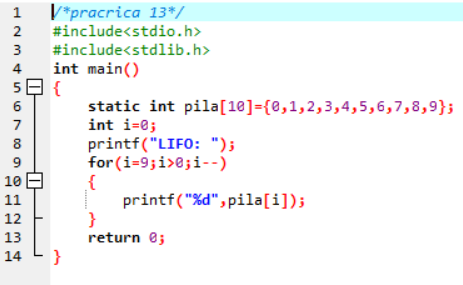 1 /*pracrica 13*/
2 #include<stdio.h>
3 #include<stdlib.h>
4 int main()
5 {
6 static int pila[10]={0,1,2,3,4,5,6,7,8,9};
7 int i=0;
8 printf("LIFO: ");
9 for(i=9;i>0;i--)
10 {
11 printf("%d",pila[i]);
12 }
13 return 0;
14 }